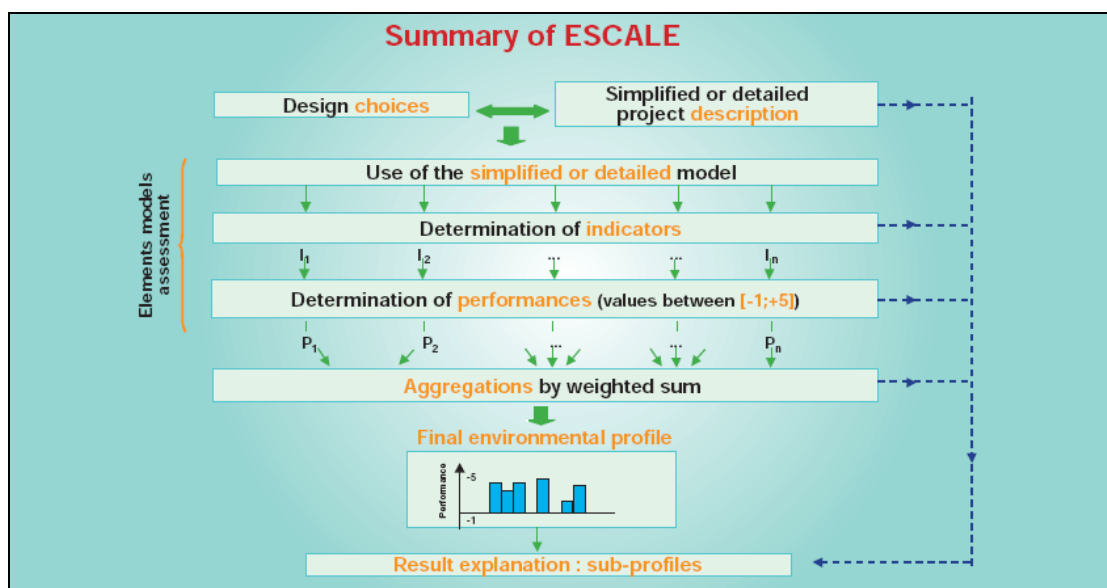 Summary of ESCALE
Design choices
Simplified or detailed
project description
Elements models
assessment
Use of the simplified or detailed model
Determination of indicators
I1 I2 ... ... In
Determination of performances (values between [-1;+5])
P1 P2 ... ... Pn
Aggregations by weighted sum
Final environmental profile
Performance
-5
-1
Result explanation : sub-profiles